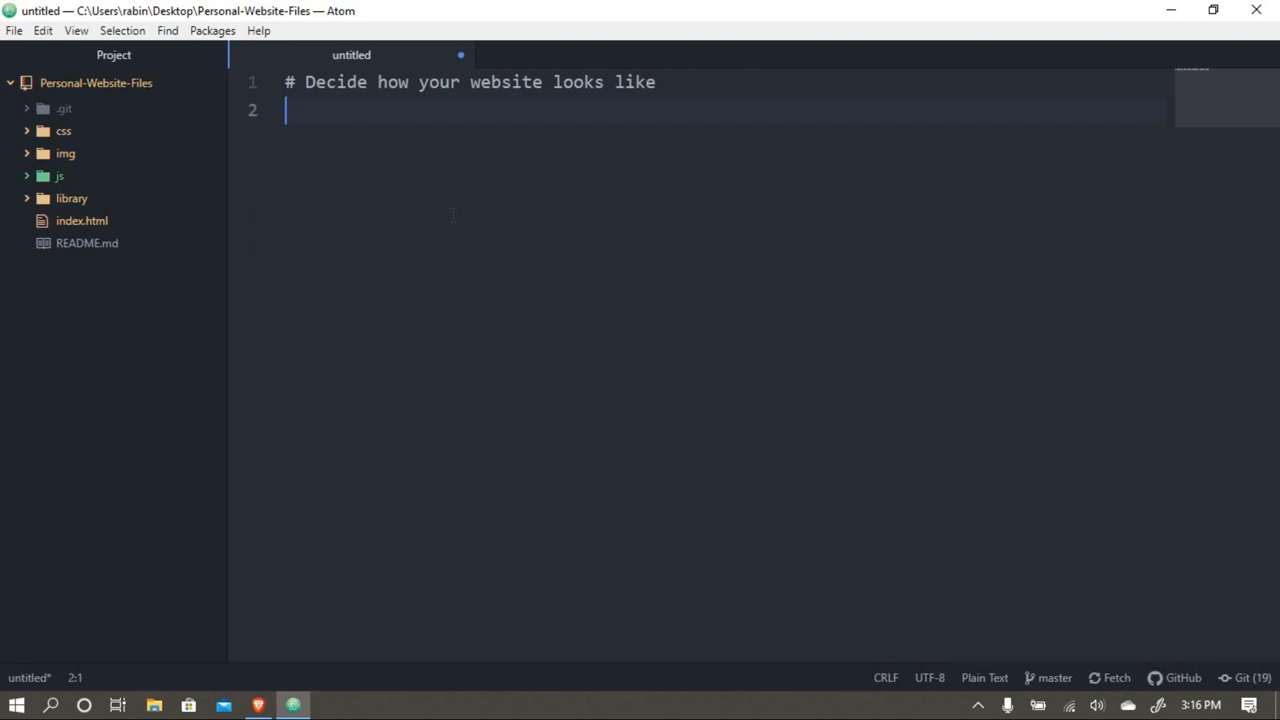 untitled — C:\Users\rabin\Desktop\Personal-Website-Files — Atom
File Edit View Selection Find Packages Help
Project
untitled
Personal-Website-Files
.git
css
img
js
library
index.html
README.md
1 # Decide how your website looks like
2
untitled* 2:1 CRLF UTF-8 Plain Text master Fetch GitHub Git (19)
3:16 PM